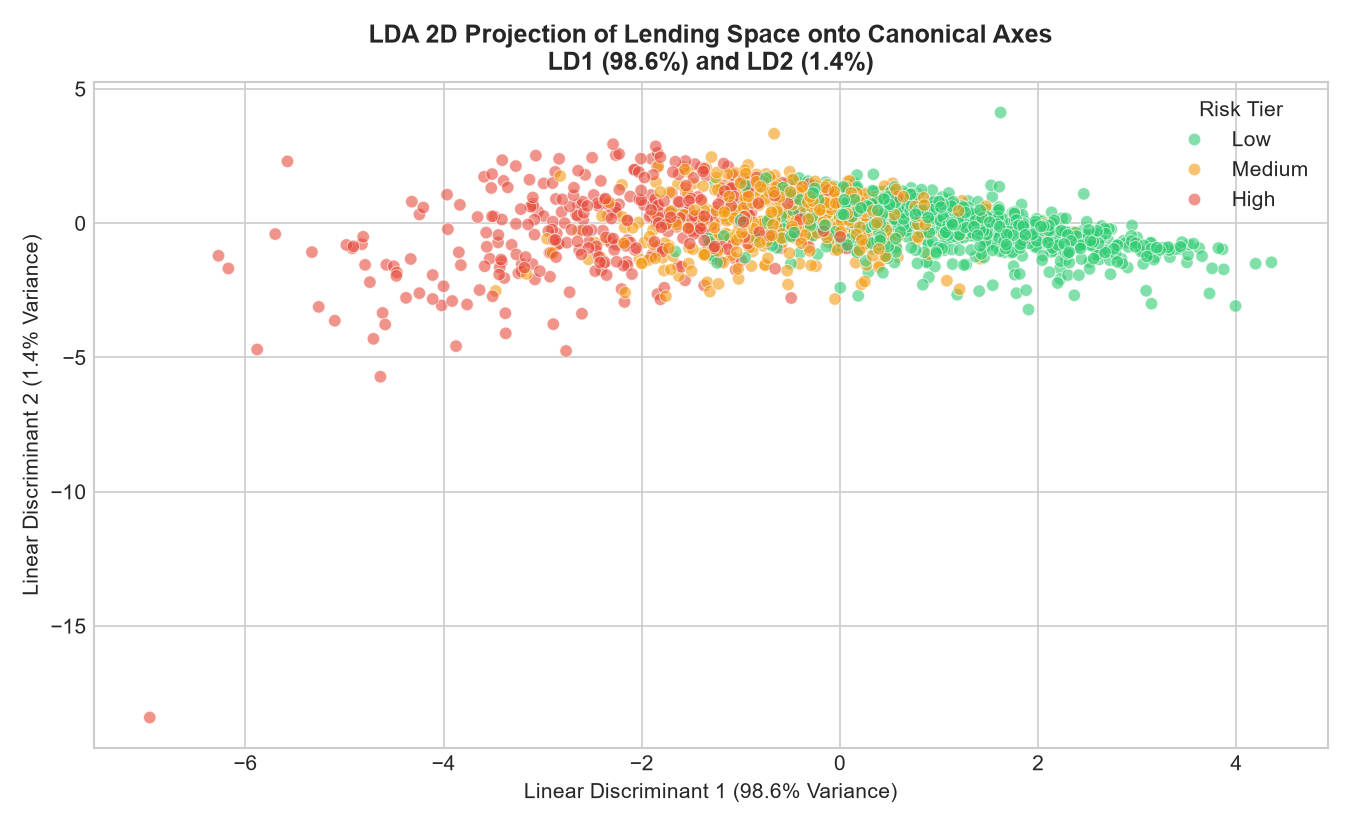 LDA 2D Projection of Lending Space onto Canonical Axes
LD1 (98.6%) and LD2 (1.4%)
Risk Tier
Low
Medium
High
5
0
−5
−10
−15
Linear Discriminant 2 (1.4% Variance)
−6
−4
−2
0
2
4
Linear Discriminant 1 (98.6% Variance)